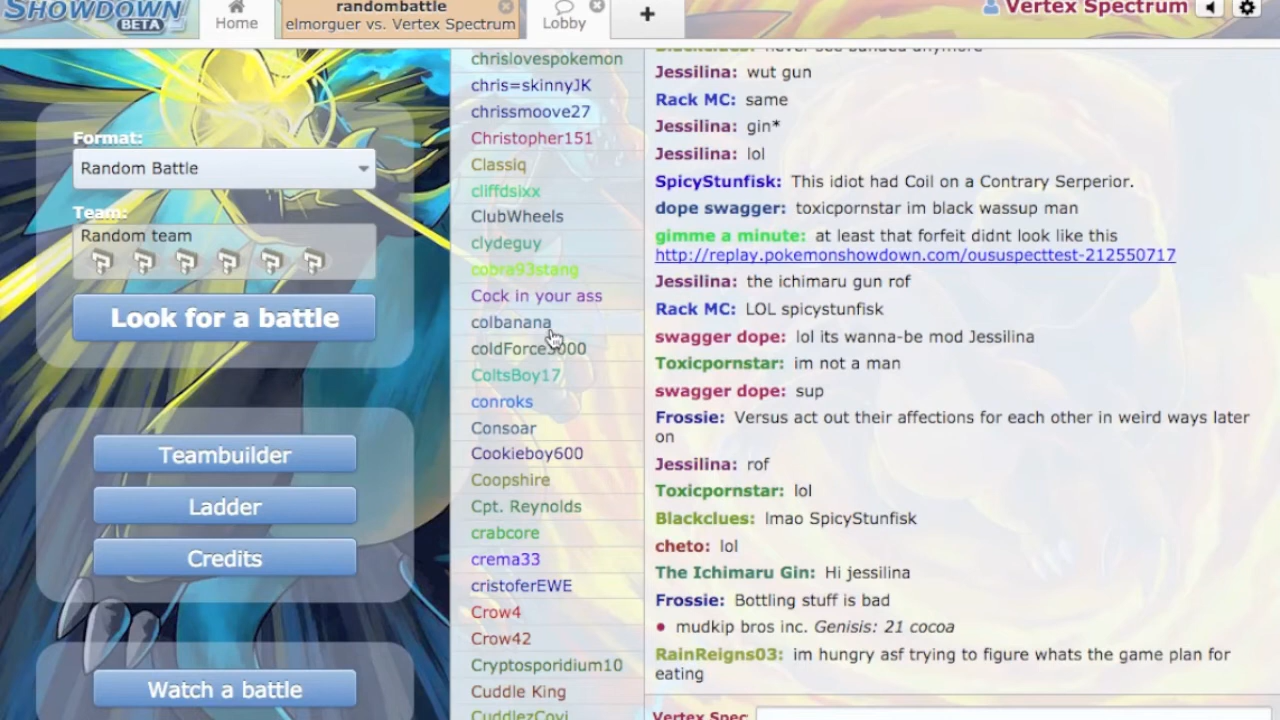 SHOWDOWN
BETA
Home
randombattle
elmorguer vs. Vertex Spectrum
Lobby
+
Vertex Spectrum
Format:
Random Battle
Team:
Random team
? ? ? ? ? ?
Look for a battle
Teambuilder
Ladder
Credits
Watch a battle
chrislovespokemon
chris=skinnyJK
chrissmoove27
Christopher151
Classiq
cliffdsixx
ClubWheels
clydeguy
cobra93stang
Cock in your ass
colbanana
coldForce3000
ColtsBoy17
conroks
Consoar
Cookieboy600
Coopshire
Cpt. Reynolds
crabcore
crema33
cristoferEWE
Crow4
Crow42
Cryptosporidium10
Cuddle King
CuddlezCovi
Blackclues: never see banded anymore
Jessilina: wut gun
Rack MC: same
Jessilina: gin*
Jessilina: lol
SpicyStunfisk: This idiot had Coil on a Contrary Serperior.
dope swagger: toxicpornstar im black wassup man
gimme a minute: at least that forfeit didnt look like this
http://replay.pokemonshowdown.com/oususpecttest-212550717
Jessilina: the ichimaru gun rof
Rack MC: LOL spicystunfisk
swagger dope: lol its wanna-be mod Jessilina
Toxicpornstar: im not a man
swagger dope: sup
Frossie: Versus act out their affections for each other in weird ways later
on
Jessilina: rof
Toxicpornstar: lol
Blackclues: lmao SpicyStunfisk
cheto: lol
The Ichimaru Gin: Hi jessilina
Frossie: Bottling stuff is bad
• mudkip bros inc. Genisis: 21 cocoa
RainReigns03: im hungry asf trying to figure whats the game plan for
eating
Vertex Spec